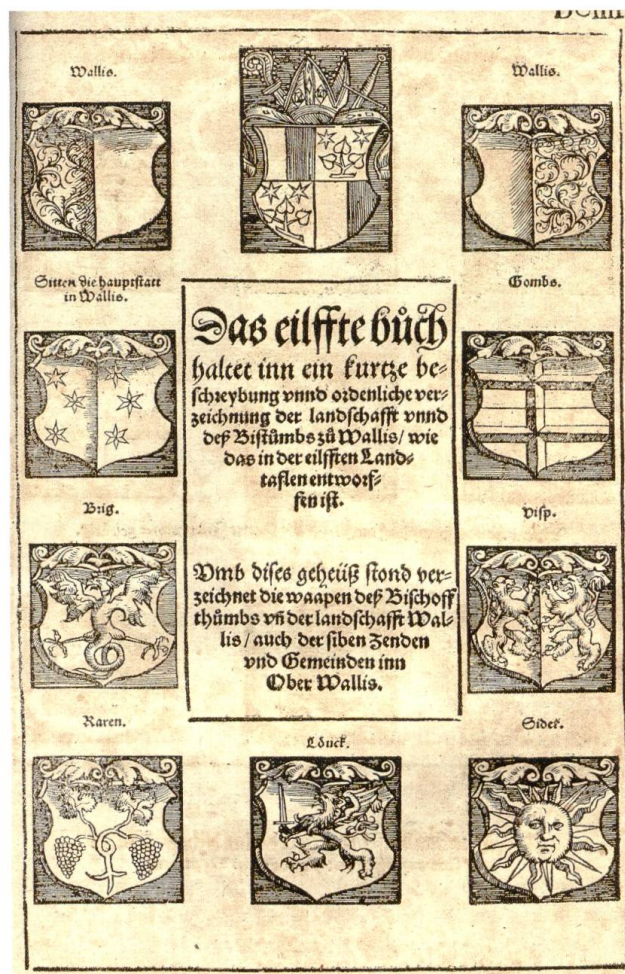 Wallis.
Wallis.
Sitten die hauptstatt
in Wallis.
Gombs.
Das eilffte bůch
haltet inn ein kurtze be-
schreybung vnnd ordenliche ver-
zeichnung der landschafft vnnd
deß Bistůmbs zů Wallis/ wie
das in der eilfften Land-
taflen entworf-
fen ist.
Brig.
Visp.
Vmb dises geheüß stond ver-
zeichnet die waapen deß Bischoff
thůmbs vñ der landschafft Wal-
lis/ auch der siben Zenden
vnd Gemeinden inn
Ober Wallis.
Raren.
Löuck.
Sider.